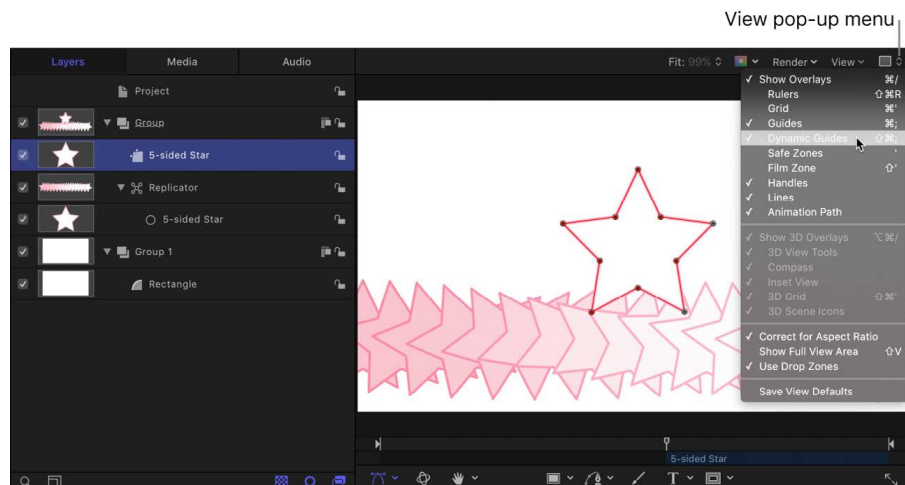 View pop-up menu
Layers Media Audio
Fit: 99% Render View
Project
Group
5-sided Star
Replicator
5-sided Star
Group 1
Rectangle
✓ Show Overlays ⌘/
Rulers ⇧⌘R
Grid ⌘'
✓ Guides ⌘;
✓ Dynamic Guides ⇧⌘;
Safe Zones '
Film Zone ⇧'
✓ Handles
✓ Lines
✓ Animation Path
✓ Show 3D Overlays ⌥⌘/
✓ 3D View Tools
✓ Compass
✓ Inset View
✓ 3D Grid ⇧⌘'
✓ 3D Scene Icons
✓ Correct for Aspect Ratio
Show Full View Area ⇧V
✓ Use Drop Zones
Save View Defaults
5-sided Star
T